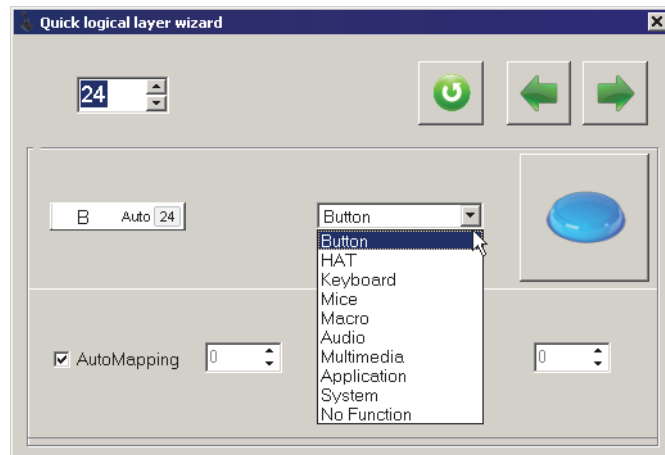 Quick logical layer wizard
24
B Auto 24
Button
Button
HAT
Keyboard
Mice
Macro
Audio
Multimedia
Application
System
No Function
AutoMapping 0 0